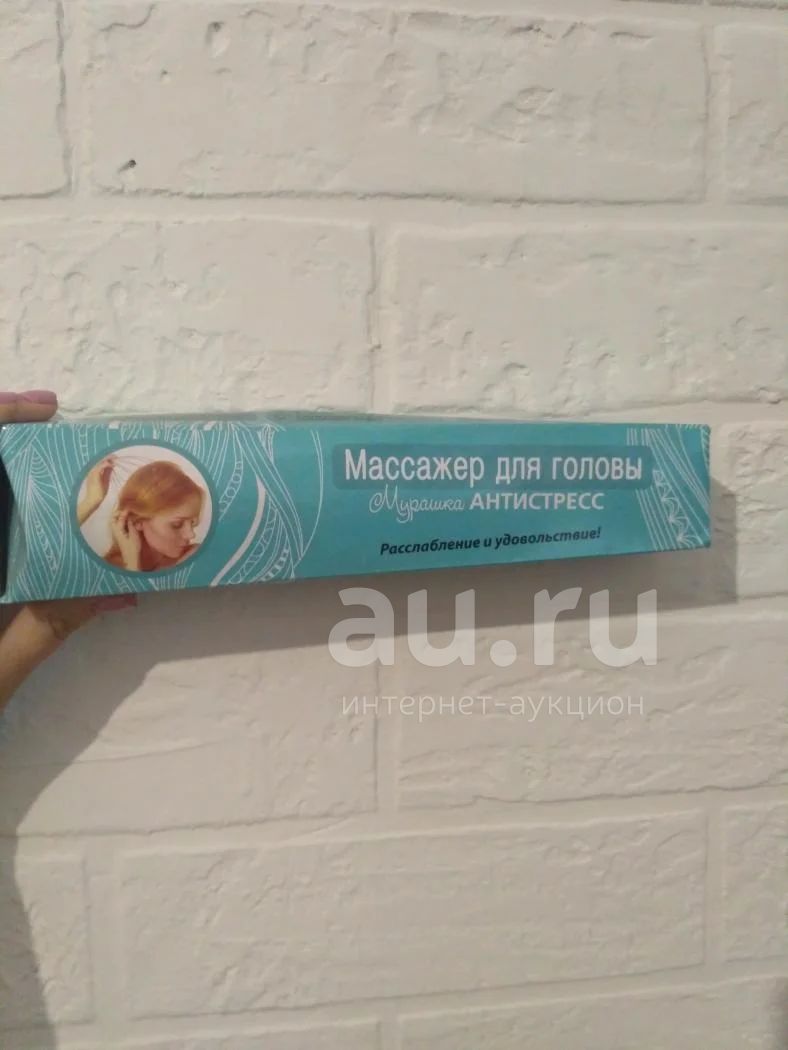 Массажер для головы
Мурашка АНТИСТРЕСС
Расслабление и удовольствие!
au.ru
интернет-аукцион